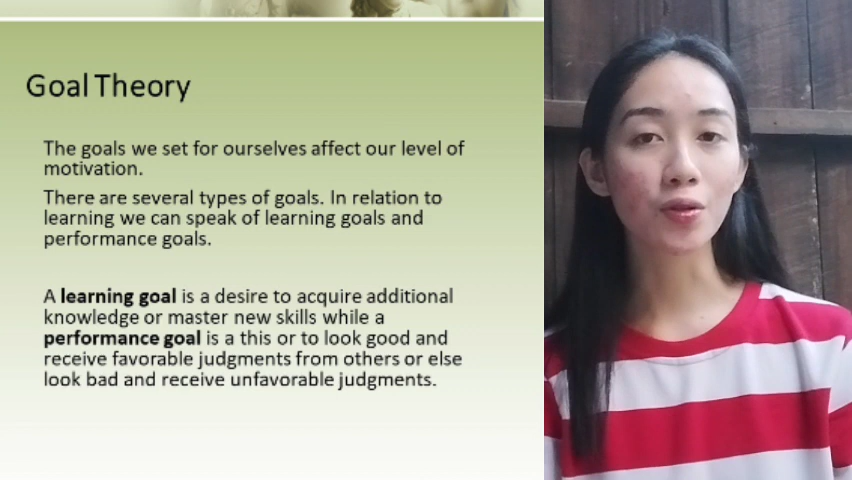 Goal Theory
The goals we set for ourselves affect our level of
motivation.
There are several types of goals. In relation to
learning we can speak of learning goals and
performance goals.
A learning goal is a desire to acquire additional
knowledge or master new skills while a
performance goal is a this or to look good and
receive favorable judgments from others or else
look bad and receive unfavorable judgments.